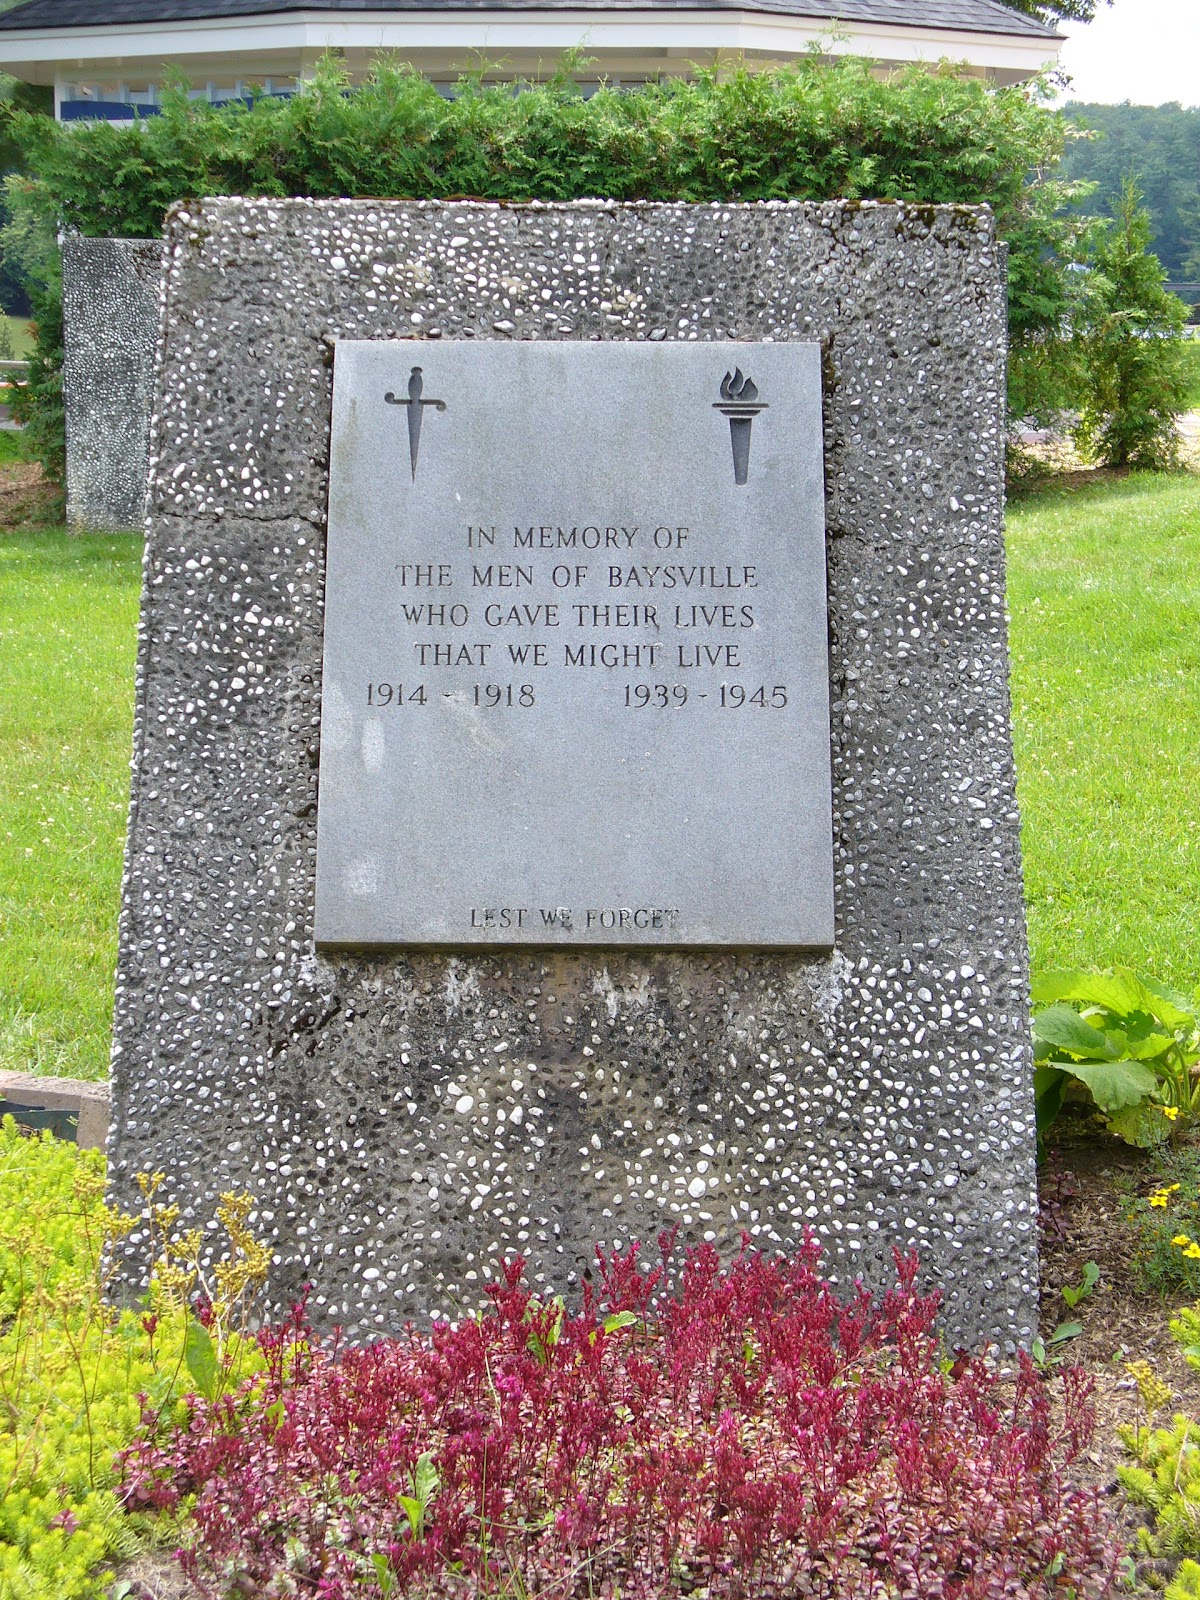 IN MEMORY OF
THE MEN OF BAYSVILLE
WHO GAVE THEIR LIVES
THAT WE MIGHT LIVE
1914 - 1918 1939 - 1945
LEST WE FORGET